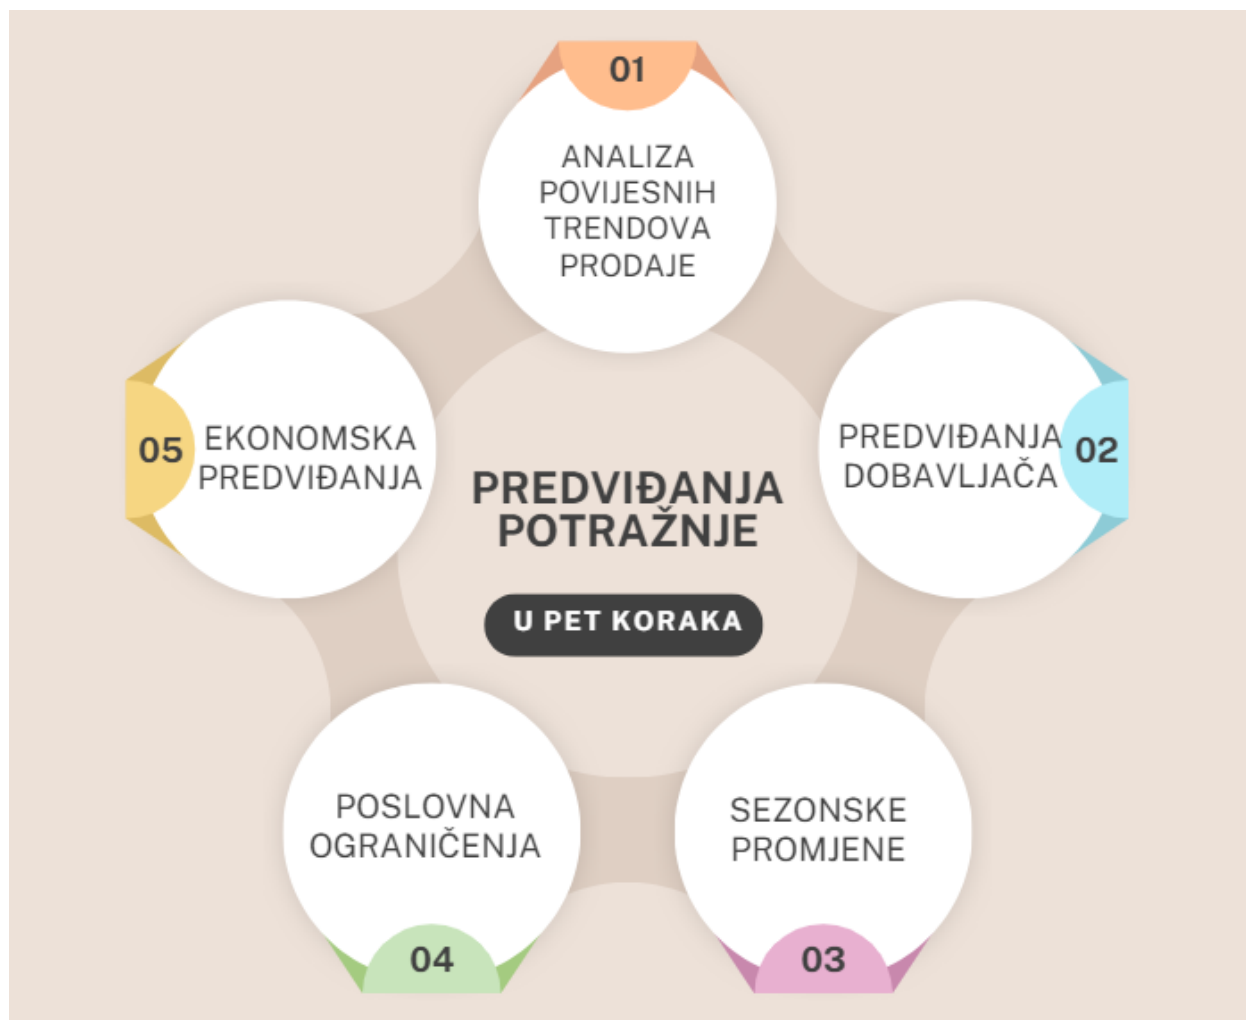 01
ANALIZA
POVIJESNIH
TRENDOVA
PRODAJE
PREDVIĐANJA
DOBAVLJAČA
02
05
EKONOMSKA
PREDVIĐANJA
PREDVIĐANJA
POTRAŽNJE
U PET KORAKA
POSLOVNA
OGRANIČENJA
04
SEZONSKE
PROMJENE
03